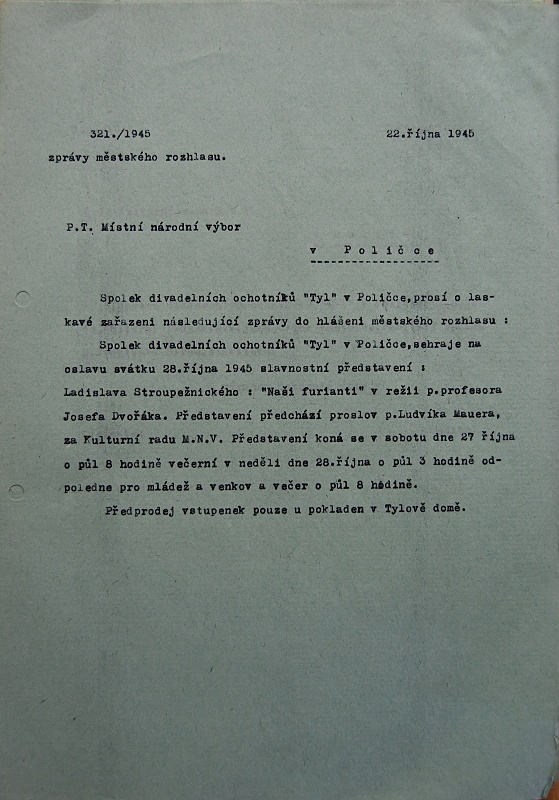 321./1945 22.října 1945
zprávy městského rozhlasu.
P.T. Místní národní výbor
v P o l i č c e
Spolek divadelních ochotníků "Tyl" v Poličce,prosí o las-
kavé zařazeni následující zprávy do hlášeni městského rozhlasu :
Spolek divadelních ochotníků "Tyl" v Poličce,sehraje na
oslavu svátku 28.října 1945 slavnostní představení :
Ladislava Stroupežnického : "Naši furianti" v režii p.profesora
Josefa Dvořáka. Představení předchází proslov p.Ludvíka Mauera,
za Kulturní radu M.N.V. Představení koná se v sobotu dne 27 října
o půl 8 hodině večerní v neděli dne 28.října o půl 3 hodině od-
poledne pro mládež a venkov a večer o půl 8 hodině.
Předprodej vstupenek pouze u pokladen v Tylově domě.